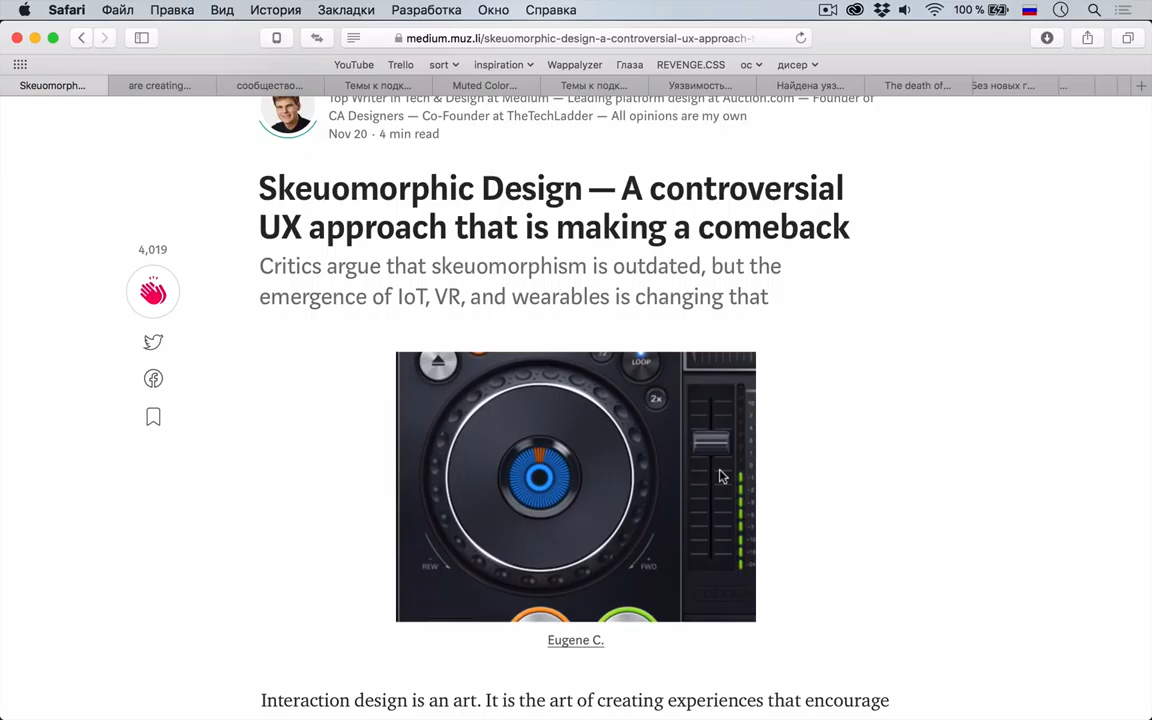 Safari Файл Правка Вид История Закладки Разработка Окно Справка 100 %
medium.muz.li/skeuomorphic-design-a-controversial-ux-approach-
YouTube Trello sort inspiration Wappalyzer Глаза REVENGE.CSS ос дисер
Skeuomorph... are creating... сообщество... Темы к подк... Muted Color... Темы к подк... Уязвимость... Найдена уяз... The death of... Без новых г... ...
Top Writer in Tech & Design at Medium — Leading platform design at Auction.com — Founder of
CA Designers — Co-Founder at TheTechLadder — All opinions are my own
Nov 20 · 4 min read
Skeuomorphic Design — A controversial
UX approach that is making a comeback
4,019
Critics argue that skeuomorphism is outdated, but the
emergence of IoT, VR, and wearables is changing that
LOOP
2x
REW
FWD
Eugene C.
Interaction design is an art. It is the art of creating experiences that encourage